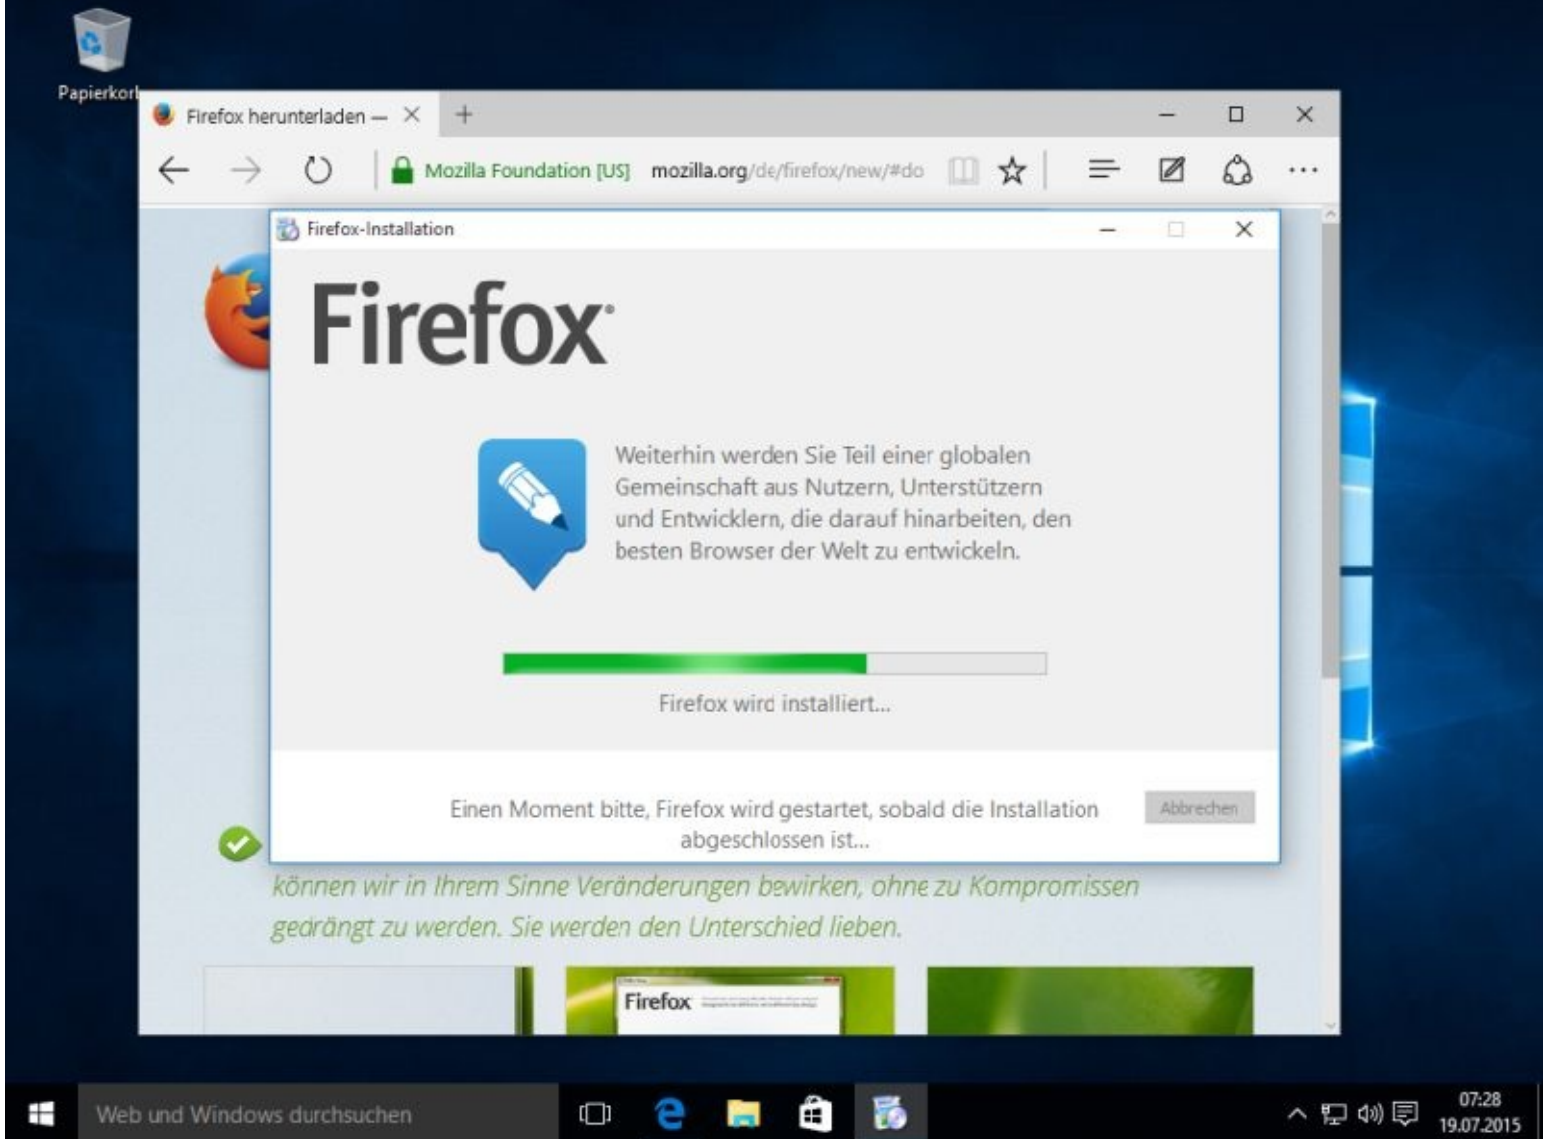 Papierkorb
Firefox herunterladen —
Mozilla Foundation [US] mozilla.org/de/firefox/new/#do
Firefox-Installation
Firefox
Weiterhin werden Sie Teil einer globalen
Gemeinschaft aus Nutzern, Unterstützern
und Entwicklern, die darauf hinarbeiten, den
besten Browser der Welt zu entwickeln.
Firefox wird installiert...
Einen Moment bitte, Firefox wird gestartet, sobald die Installation
abgeschlossen ist...
Abbrechen
können wir in Ihrem Sinne Veränderungen bewirken, ohne zu Kompromissen
gedrängt zu werden. Sie werden den Unterschied lieben.
Firefox
Web und Windows durchsuchen
07:28
19.07.2015